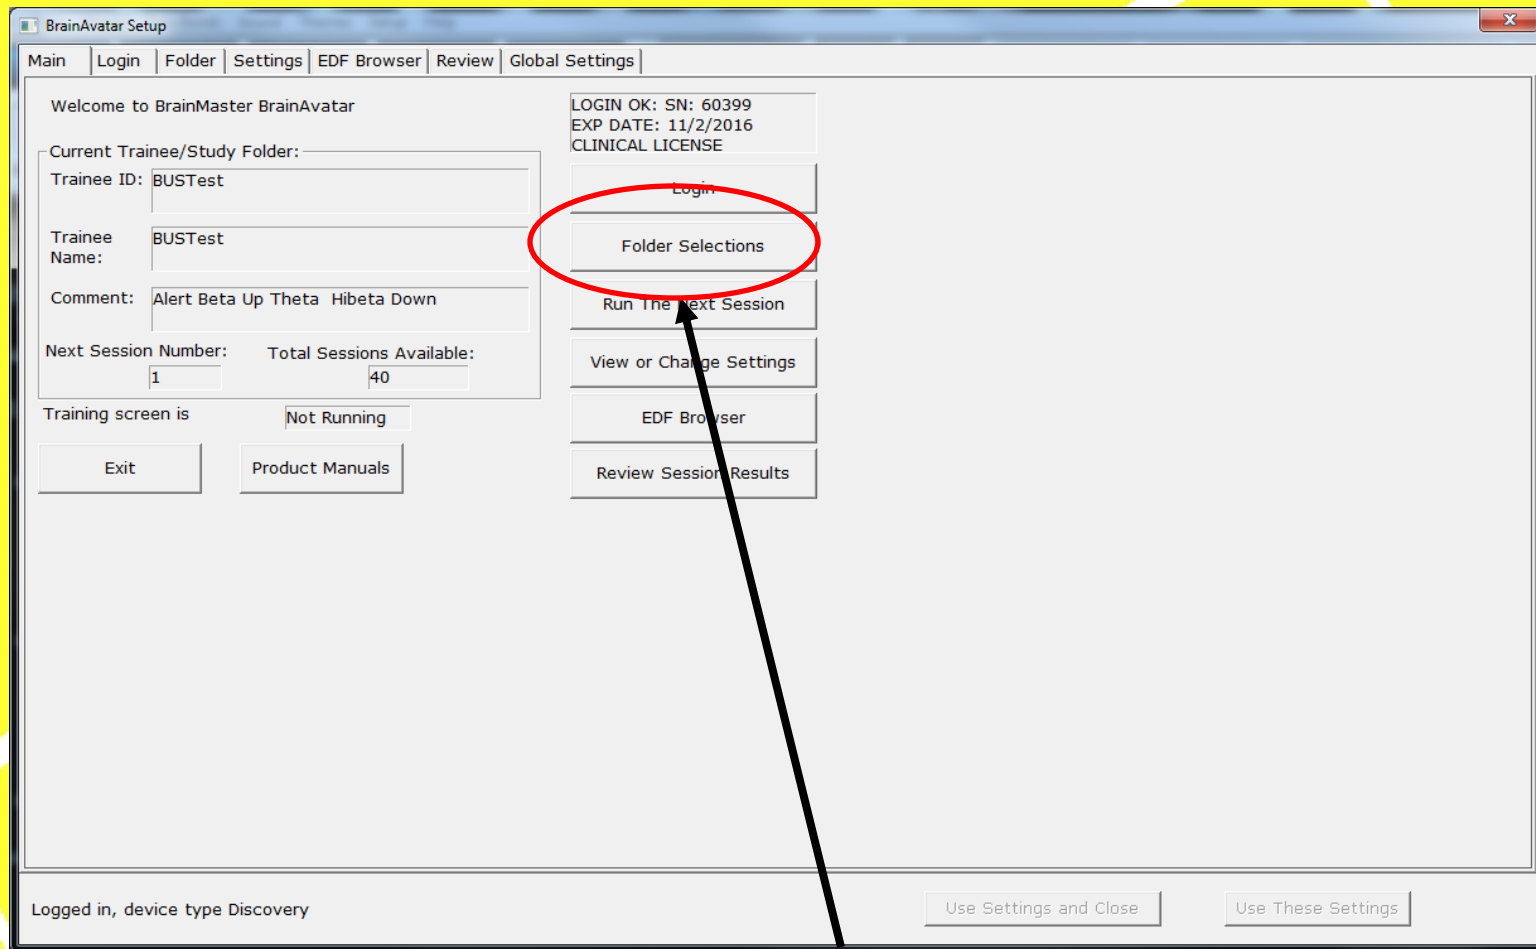 BrainAvatar Setup
Main Login Folder Settings EDF Browser Review Global Settings
Welcome to BrainMaster BrainAvatar
Current Trainee/Study Folder:
Trainee ID: BUSTest
Trainee Name: BUSTest
Comment: Alert Beta Up Theta Hibeta Down
Next Session Number: Total Sessions Available:
1 40
Training screen is Not Running
Exit Product Manuals
LOGIN OK: SN: 60399
EXP DATE: 11/2/2016
CLINICAL LICENSE
Login
Folder Selections
Run The Next Session
View or Change Settings
EDF Browser
Review Session Results
Logged in, device type Discovery
Use Settings and Close Use These Settings